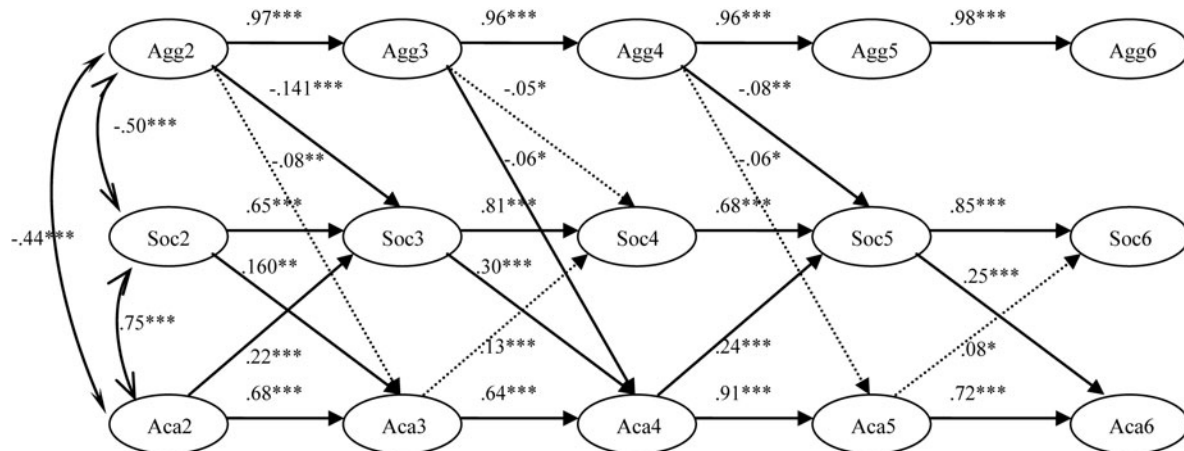 .97*** .96*** .96*** .98***
Agg2 Agg3 Agg4 Agg5 Agg6
-.141*** -.05* -.08**
-.50*** -.08** -.06* -.06*
.65*** .81*** .68*** .85***
Soc2 Soc3 Soc4 Soc5 Soc6
-.44*** .160** .30*** .25***
.75*** .22*** .13*** .24*** .08*
.68*** .64*** .91*** .72***
Aca2 Aca3 Aca4 Aca5 Aca6